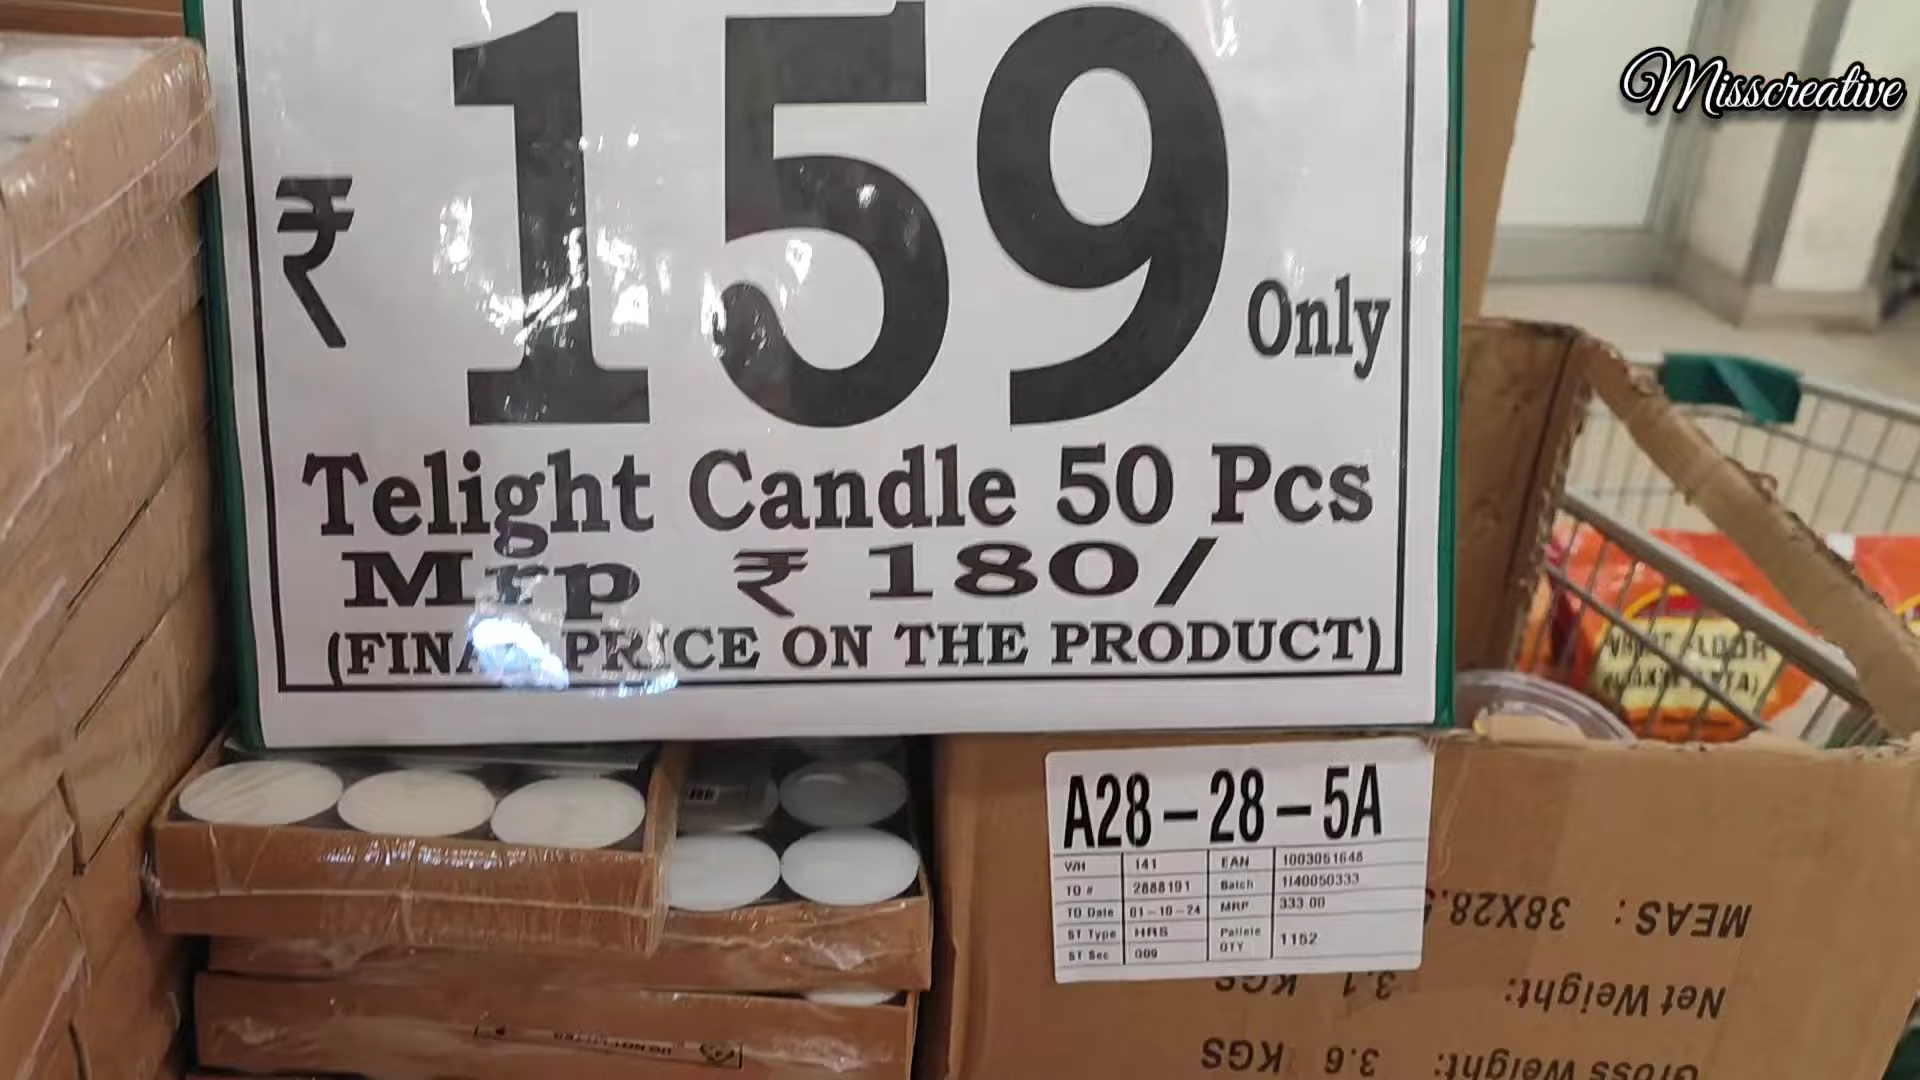 Misscreative
₹ 159 Only
Telight Candle 50 Pcs
Mrp ₹ 180/
(FINAL PRICE ON THE PRODUCT)
A28-28-5A
WH 141 EAN 1003051648
TO # 2888191 Batch 1140050333
TO Date 01-10-24 MRP 333.00
ST Type HRS Pallete QTY 1152
ST Sec 009
MEAS: 38X28.5
Net Weight: 3.1 KGS
Gross Weight: 3.6 KGS